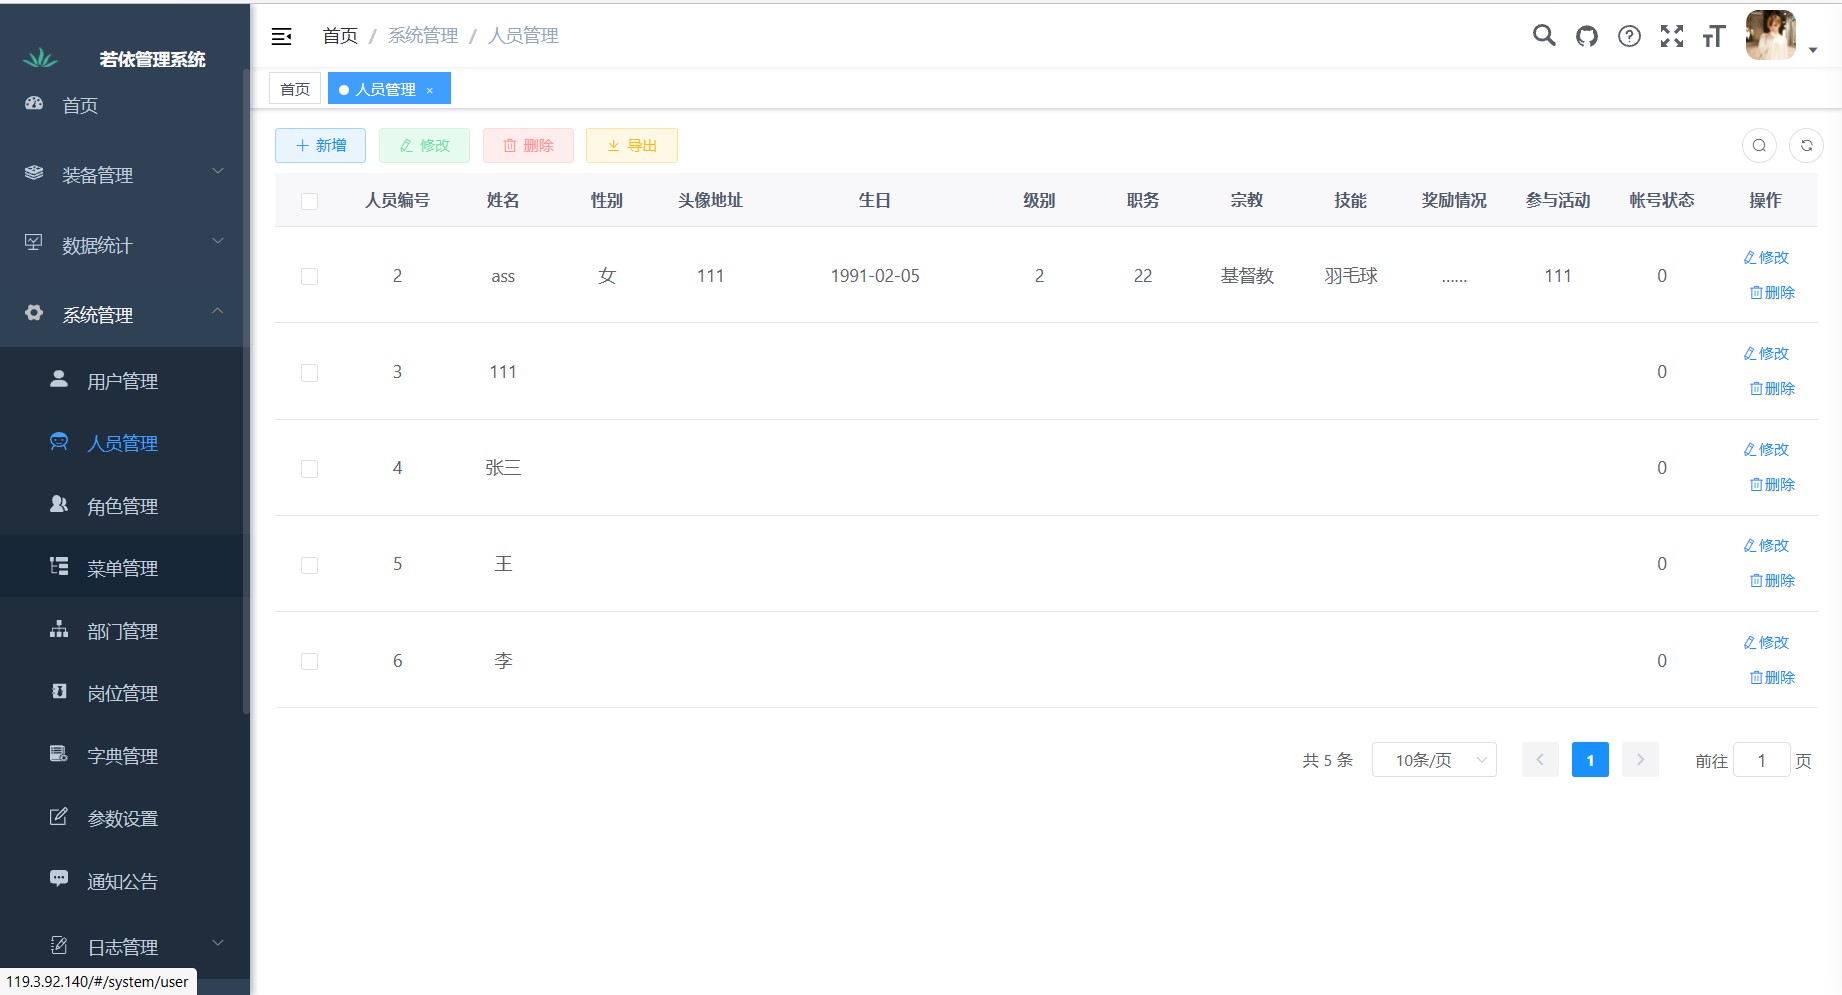 若依管理系统
首页
装备管理
数据统计
系统管理
用户管理
人员管理
角色管理
菜单管理
部门管理
岗位管理
字典管理
参数设置
通知公告
日志管理
119.3.92.140/#/system/user
首页 / 系统管理 / 人员管理
首页 人员管理 ×
新增 修改 删除 导出
人员编号 姓名 性别 头像地址 生日 级别 职务 宗教 技能 奖励情况 参与活动 帐号状态 操作
2 ass 女 111 1991-02-05 2 22 基督教 羽毛球 ...... 111 0 修改
删除
3 111 0 修改
删除
4 张三 0 修改
删除
5 王 0 修改
删除
6 李 0 修改
删除
共 5 条 10条/页 1 前往 1 页